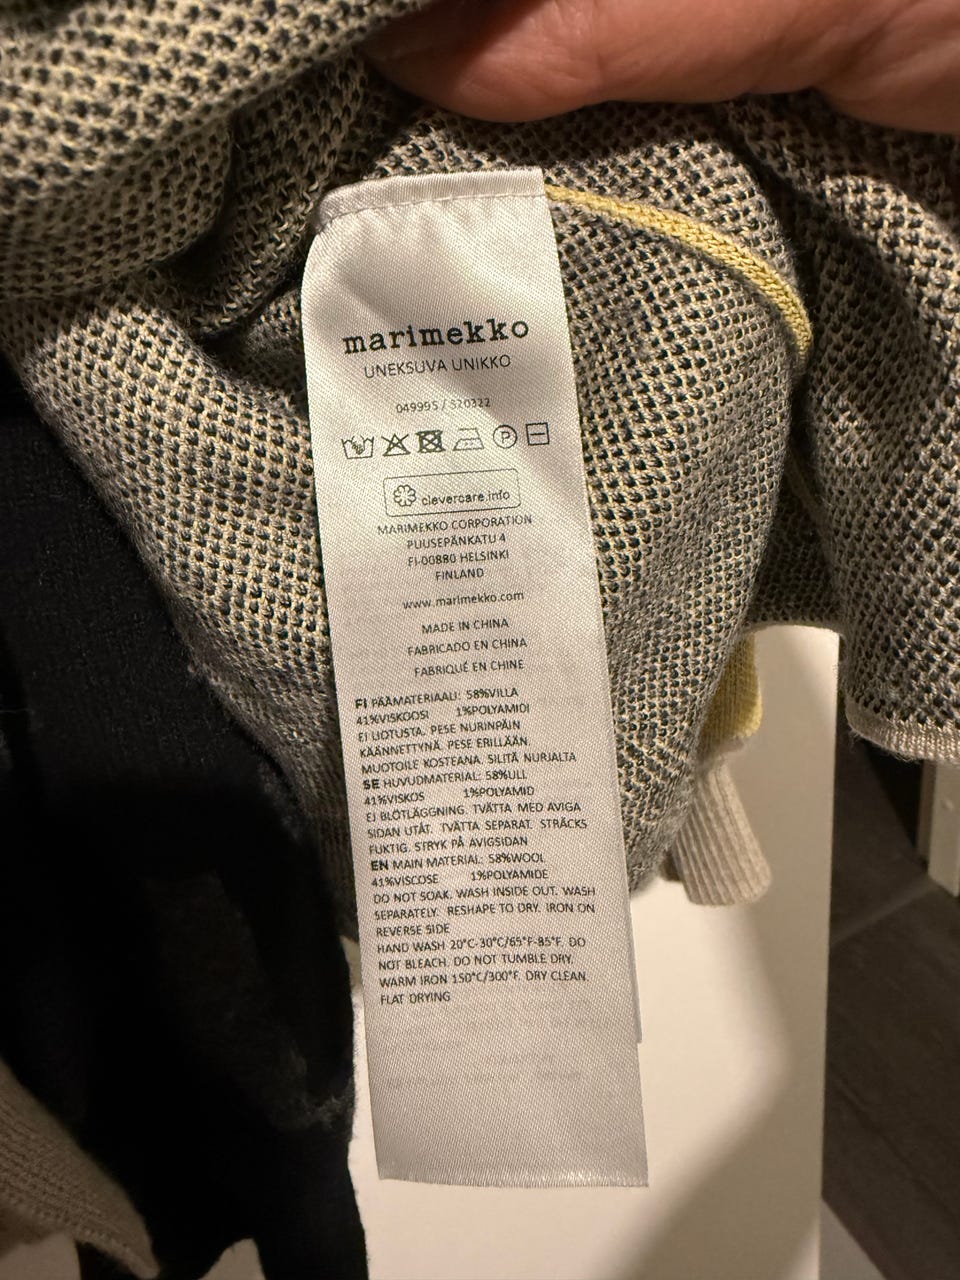 marimekko
UNEKSUVA UNIKKO
049995 / 520322
P
clevercare.info
MARIMEKKO CORPORATION
PUUSEPÄNKATU 4
FI-00880 HELSINKI
FINLAND
www.marimekko.com
MADE IN CHINA
FABRICADO EN CHINA
FABRIQUÉ EN CHINE
FI PÄÄMATERIAALI: 58%VILLA
41%VISKOOSI 1%POLYAMIDI
EI LIOTUSTA. PESE NURINPÄIN
KÄÄNNETTYNÄ. PESE ERILLÄÄN.
MUOTOILE KOSTEANA. SILITÄ NURJALTA
SE HUVUDMATERIAL: 58%ULL
41%VISKOS 1%POLYAMID
EJ BLÖTLÄGGNING. TVÄTTA MED AVIGA
SIDAN UTÅT. TVÄTTA SEPARAT. STRÄCKS
FUKTIG. STRYK PÅ AVIGSIDAN
EN MAIN MATERIAL: 58%WOOL
41%VISCOSE 1%POLYAMIDE
DO NOT SOAK. WASH INSIDE OUT. WASH
SEPARATELY. RESHAPE TO DRY. IRON ON
REVERSE SIDE
HAND WASH 20°C-30°C/65°F-85°F. DO
NOT BLEACH. DO NOT TUMBLE DRY.
WARM IRON 150°C/300°F. DRY CLEAN.
FLAT DRYING